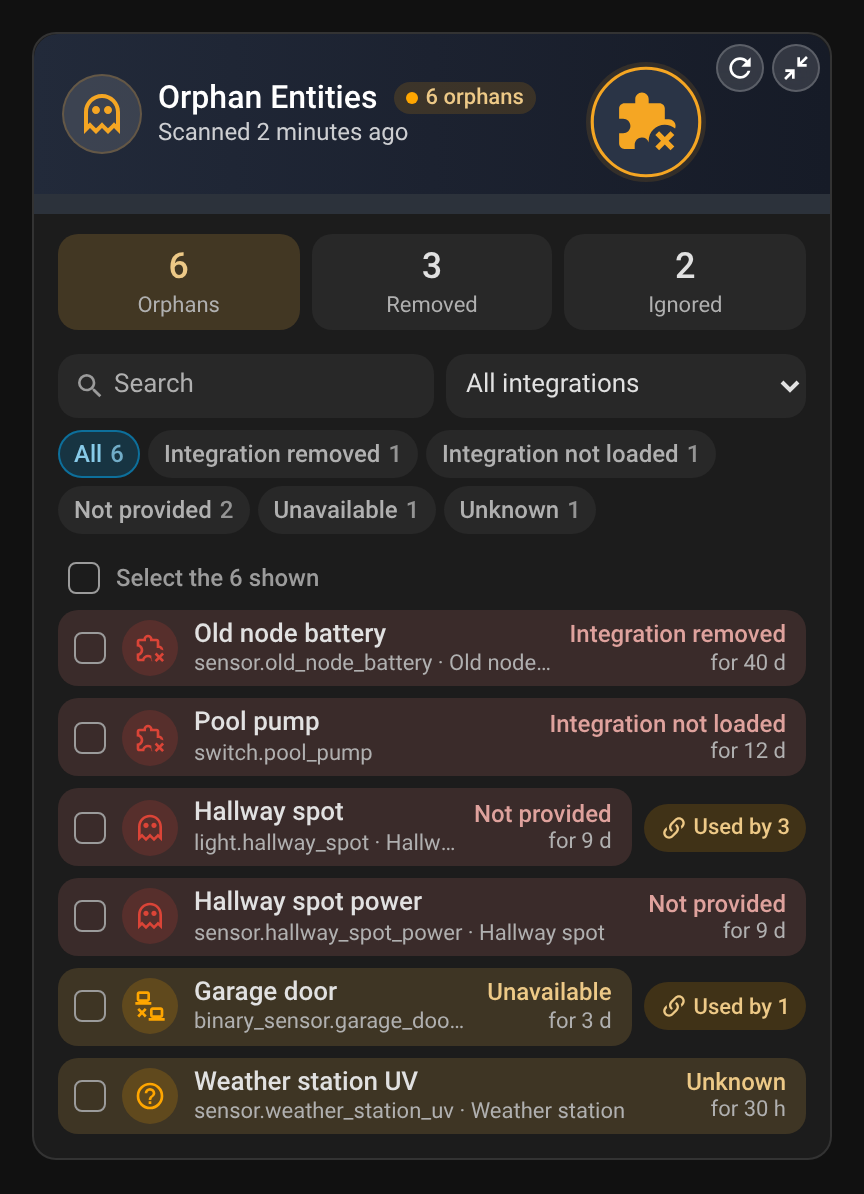 Orphan Entities
6 orphans
Scanned 2 minutes ago
6
Orphans
3
Removed
2
Ignored
Search
All integrations
All 6
Integration removed 1
Integration not loaded 1
Not provided 2
Unavailable 1
Unknown 1
Select the 6 shown
Old node battery
Integration removed
sensor.old_node_battery · Old node...
for 40 d
Pool pump
Integration not loaded
switch.pool_pump
for 12 d
Hallway spot
Not provided
light.hallway_spot · Hallw...
for 9 d
Used by 3
Hallway spot power
Not provided
sensor.hallway_spot_power · Hallway spot
for 9 d
Garage door
Unavailable
binary_sensor.garage_doo...
for 3 d
Used by 1
Weather station UV
Unknown
sensor.weather_station_uv · Weather station
for 30 h